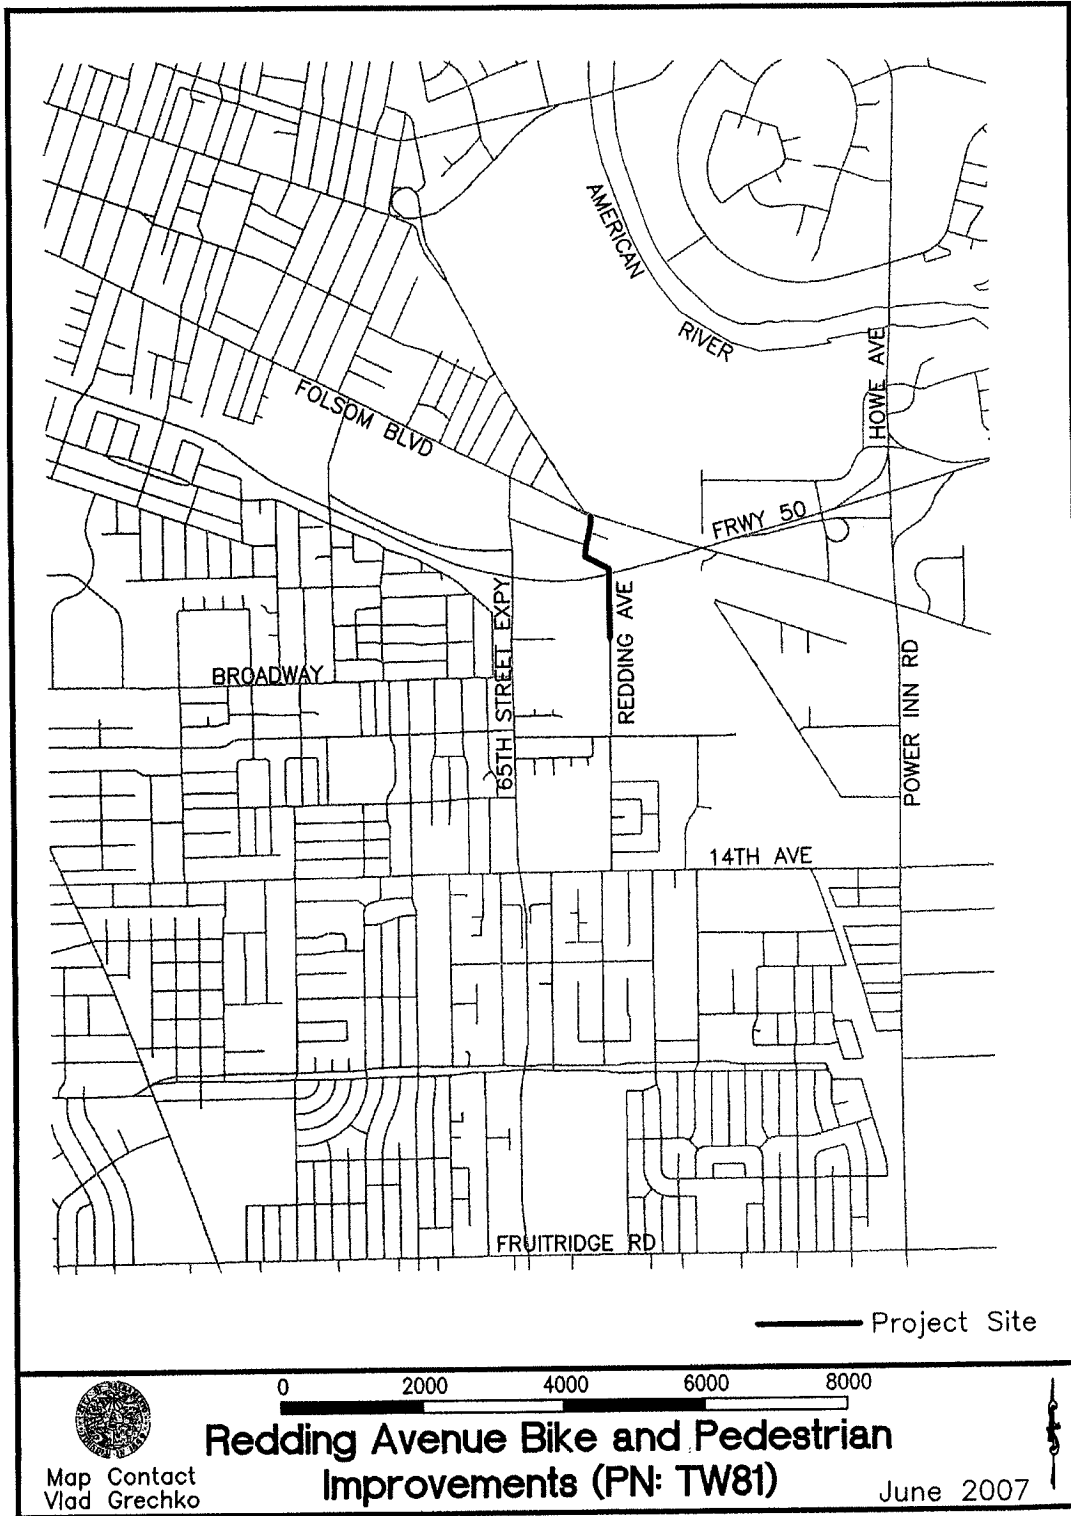 AMERICAN
RIVER
HOWE AVE
FOLSOM BLVD
FRWY 50
65TH STREET EXPY
REDDING AVE
BROADWAY
POWER INN RD
14TH AVE
FRUITRIDGE RD
Project Site
0 2000 4000 6000 8000
Redding Avenue Bike and Pedestrian
Improvements (PN: TW81)
Map Contact
Vlad Grechko
June 2007